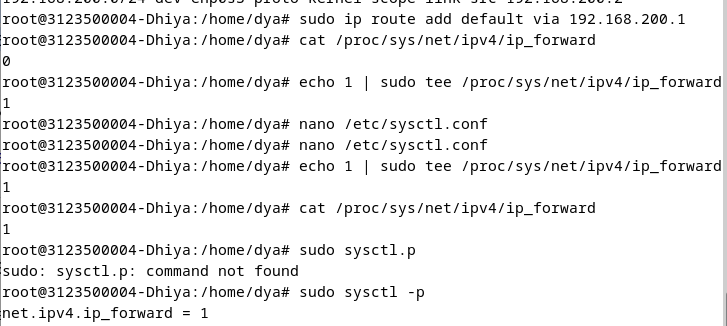 192.168.200.0/24 dev enp0s3 proto kernel scope link src 192.168.200.2
root@3123500004-Dhiya:/home/dya# sudo ip route add default via 192.168.200.1
root@3123500004-Dhiya:/home/dya# cat /proc/sys/net/ipv4/ip_forward
0
root@3123500004-Dhiya:/home/dya# echo 1 | sudo tee /proc/sys/net/ipv4/ip_forward
1
root@3123500004-Dhiya:/home/dya# nano /etc/sysctl.conf
root@3123500004-Dhiya:/home/dya# nano /etc/sysctl.conf
root@3123500004-Dhiya:/home/dya# echo 1 | sudo tee /proc/sys/net/ipv4/ip_forward
1
root@3123500004-Dhiya:/home/dya# cat /proc/sys/net/ipv4/ip_forward
1
root@3123500004-Dhiya:/home/dya# sudo sysctl.p
sudo: sysctl.p: command not found
root@3123500004-Dhiya:/home/dya# sudo sysctl -p
net.ipv4.ip_forward = 1